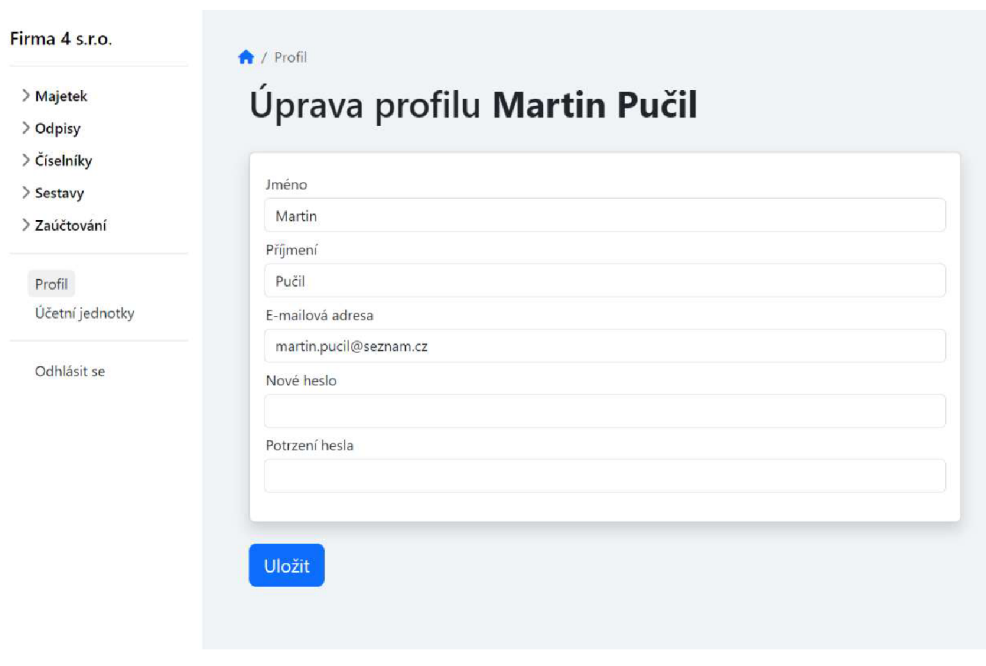 Firma 4 s.r.o.
Majetek
Odpisy
Číselníky
Sestavy
Zaúčtování
Profil
Účetní jednotky
Odhlásit se
/ Profil
Úprava profilu Martin Pučil
Jméno
Martin
Příjmení
Pučil
E-mailová adresa
martin.pucil@seznam.cz
Nové heslo
Potrzení hesla
Uložit